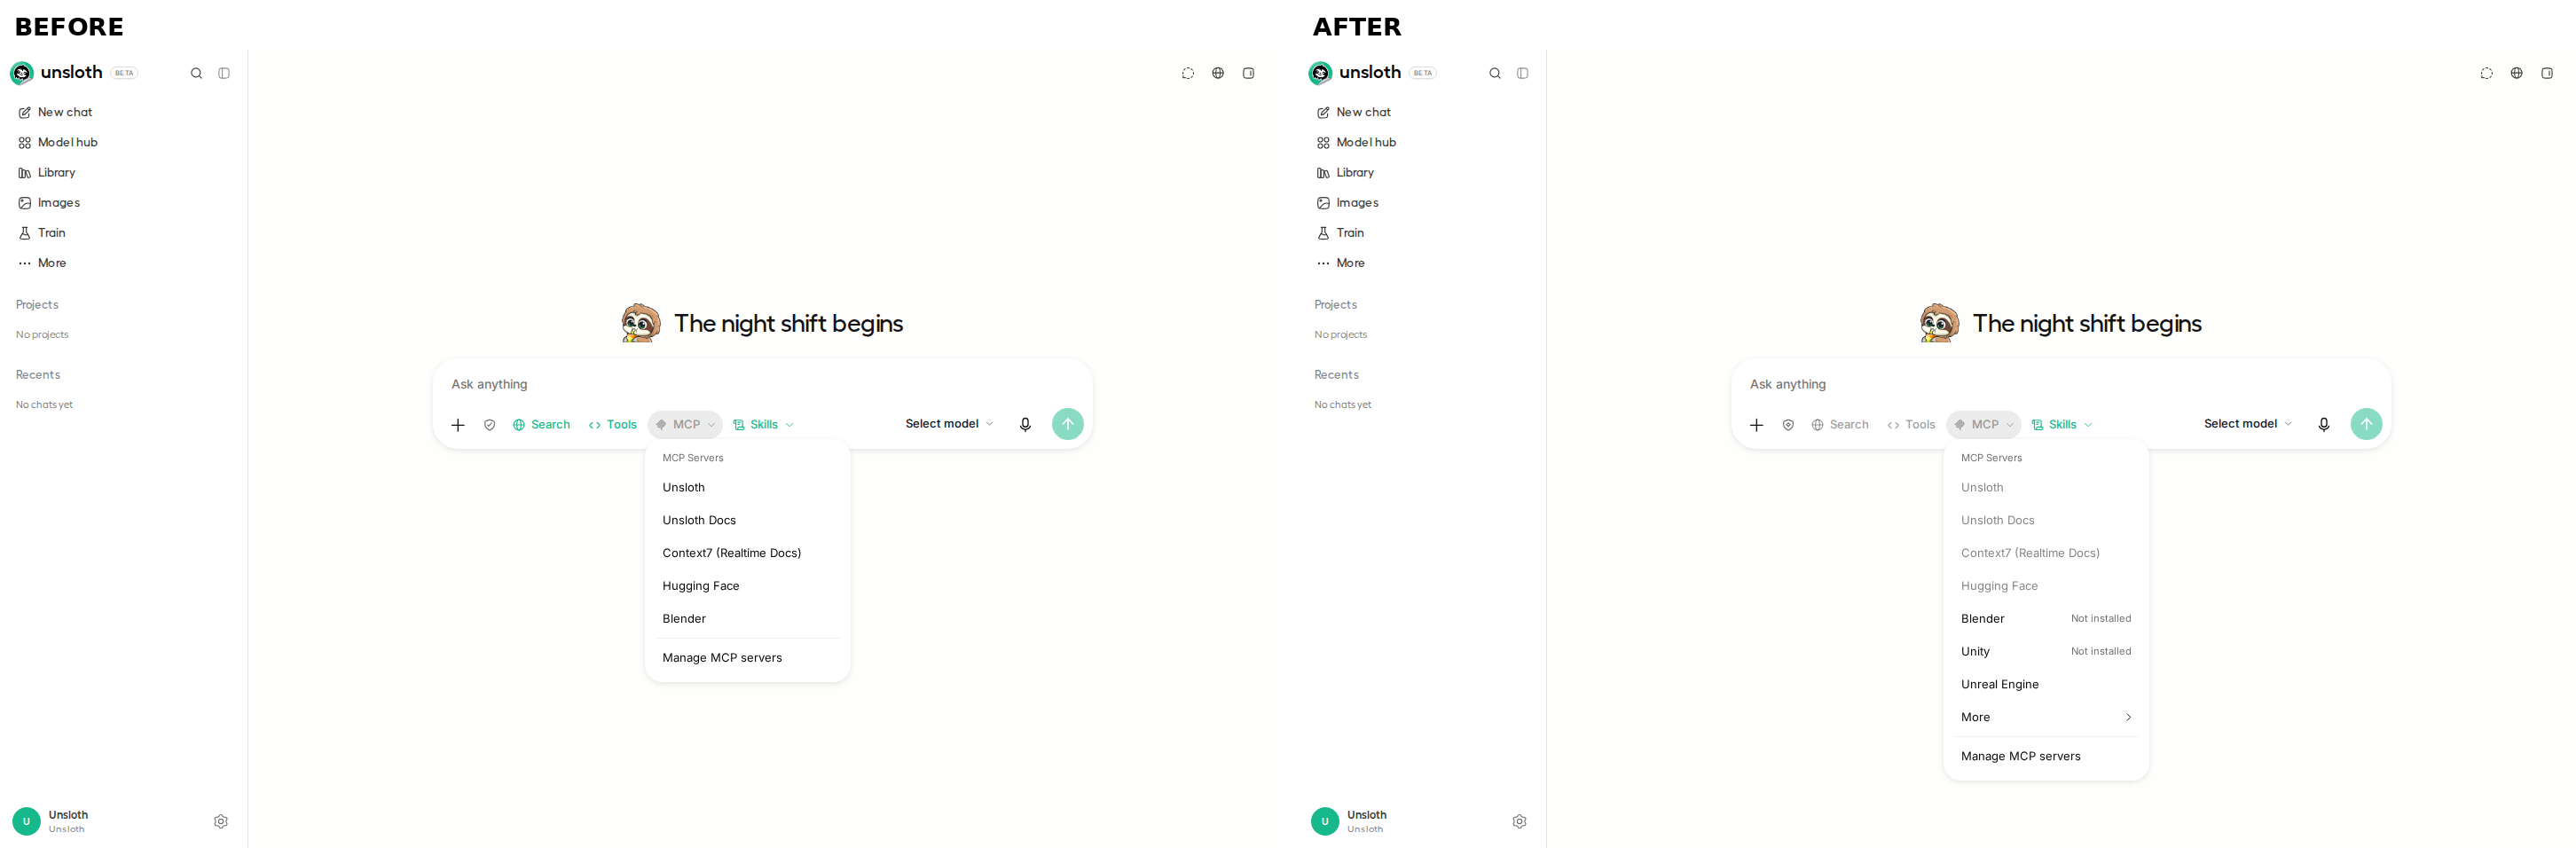 BEFORE
unsloth BETA
New chat
Model hub
Library
Images
Train
More
Projects
No projects
Recents
No chats yet
The night shift begins
Ask anything
Search Tools MCP Skills Select model
MCP Servers
Unsloth
Unsloth Docs
Context7 (Realtime Docs)
Hugging Face
Blender
Manage MCP servers
U Unsloth
Unsloth
AFTER
unsloth BETA
New chat
Model hub
Library
Images
Train
More
Projects
No projects
Recents
No chats yet
The night shift begins
Ask anything
Search Tools MCP Skills Select model
MCP Servers
Unsloth
Unsloth Docs
Context7 (Realtime Docs)
Hugging Face
Blender Not installed
Unity Not installed
Unreal Engine
More
Manage MCP servers
U Unsloth
Unsloth